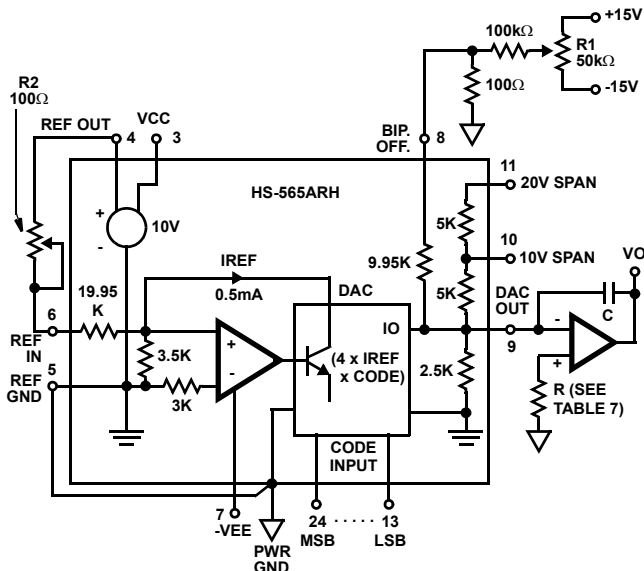 +15V
100kΩ
R1
50kΩ
-15V
100Ω
R2
100Ω
REF OUT
4
VCC
3
BIP.
OFF.
8
HS-565ARH
11
20V SPAN
+
-
10V
5K
10
10V SPAN
9.95K
5K
IREF
0.5mA
DAC
DAC
OUT
9
VO
C
6
19.95
K
REF
IN
IO
(4 x IREF
x CODE)
3.5K
+
-
-
+
2.5K
5
REF
GND
3K
R (SEE
TABLE 7)
CODE
INPUT
7
-VEE
PWR
GND
24 · · · · · 13
MSB LSB